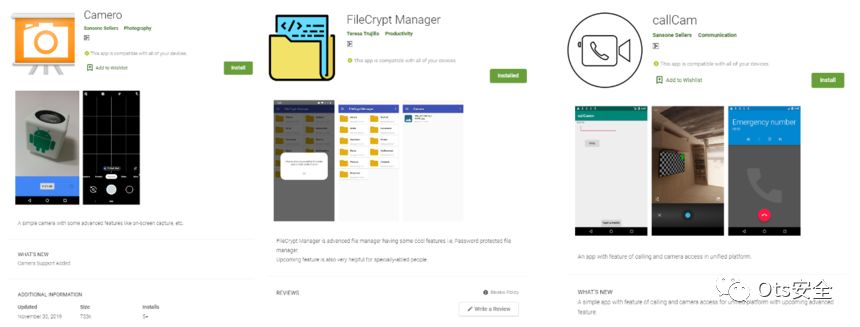 Camero
Sansone Sellers Photography
This app is compatible with all of your devices.
Add to Wishlist
Install
A simple camera with some advanced features like on-screen capture, etc.
WHAT'S NEW
Camera Support Added
ADDITIONAL INFORMATION
Updated Size Installs
November 30, 2019 5+
FileCrypt Manager
Teresa Trujillo Productivity
This app is compatible with all of your devices.
Installed
FileCrypt Manager
FileCrypt Manager is advanced file manager having some cool features i.e, Password protected file
manager.
Upcoming feature is also very helpful for specially-abled people
REVIEWS
Review Policy
Write a Review
callCam
Sansone Sellers Communication
This app is compatible with all of your devices.
Add to Wishlist
Install
callCam
Emergency number
An app with feature of calling and camera access in unified platform.
WHAT'S NEW
A simple app with feature of calling and camera access for unified platform with upcoming advanced
feature.
Ots安全